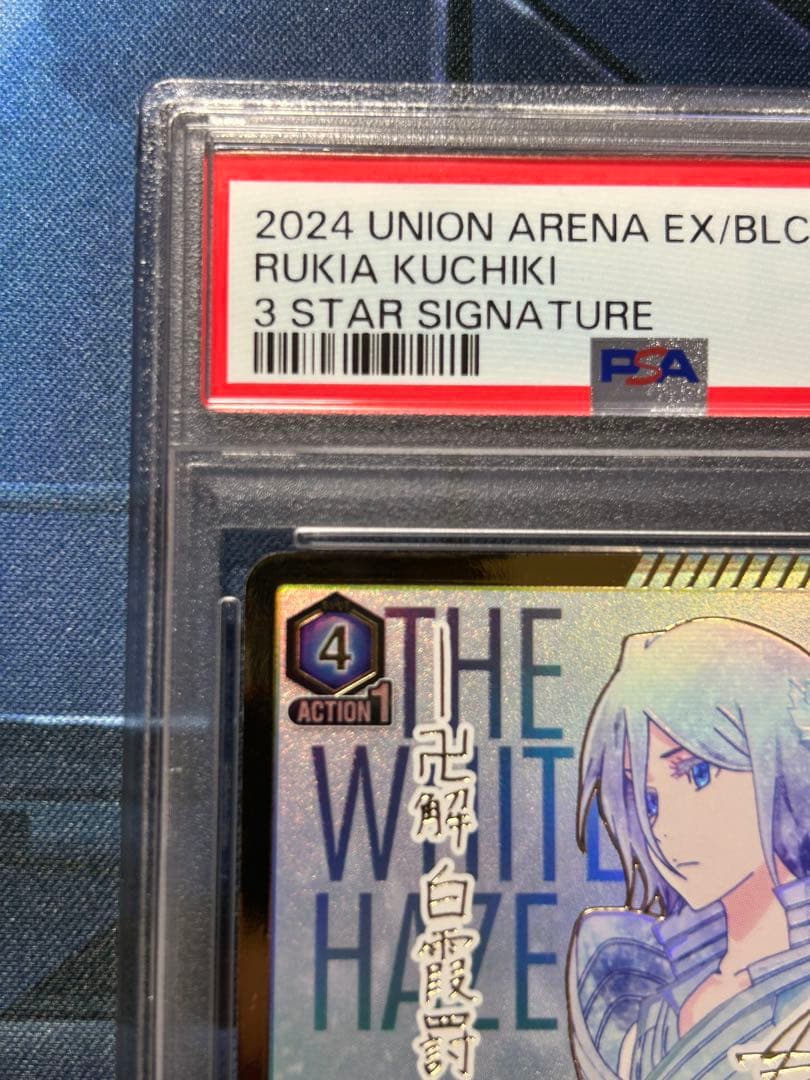 2024 UNION ARENA EX/BLC
RUKIA KUCHIKI
3 STAR SIGNATURE
PSA
4
ACTION 1
THE
WHITE
HAZE
―卍解 白霞罸